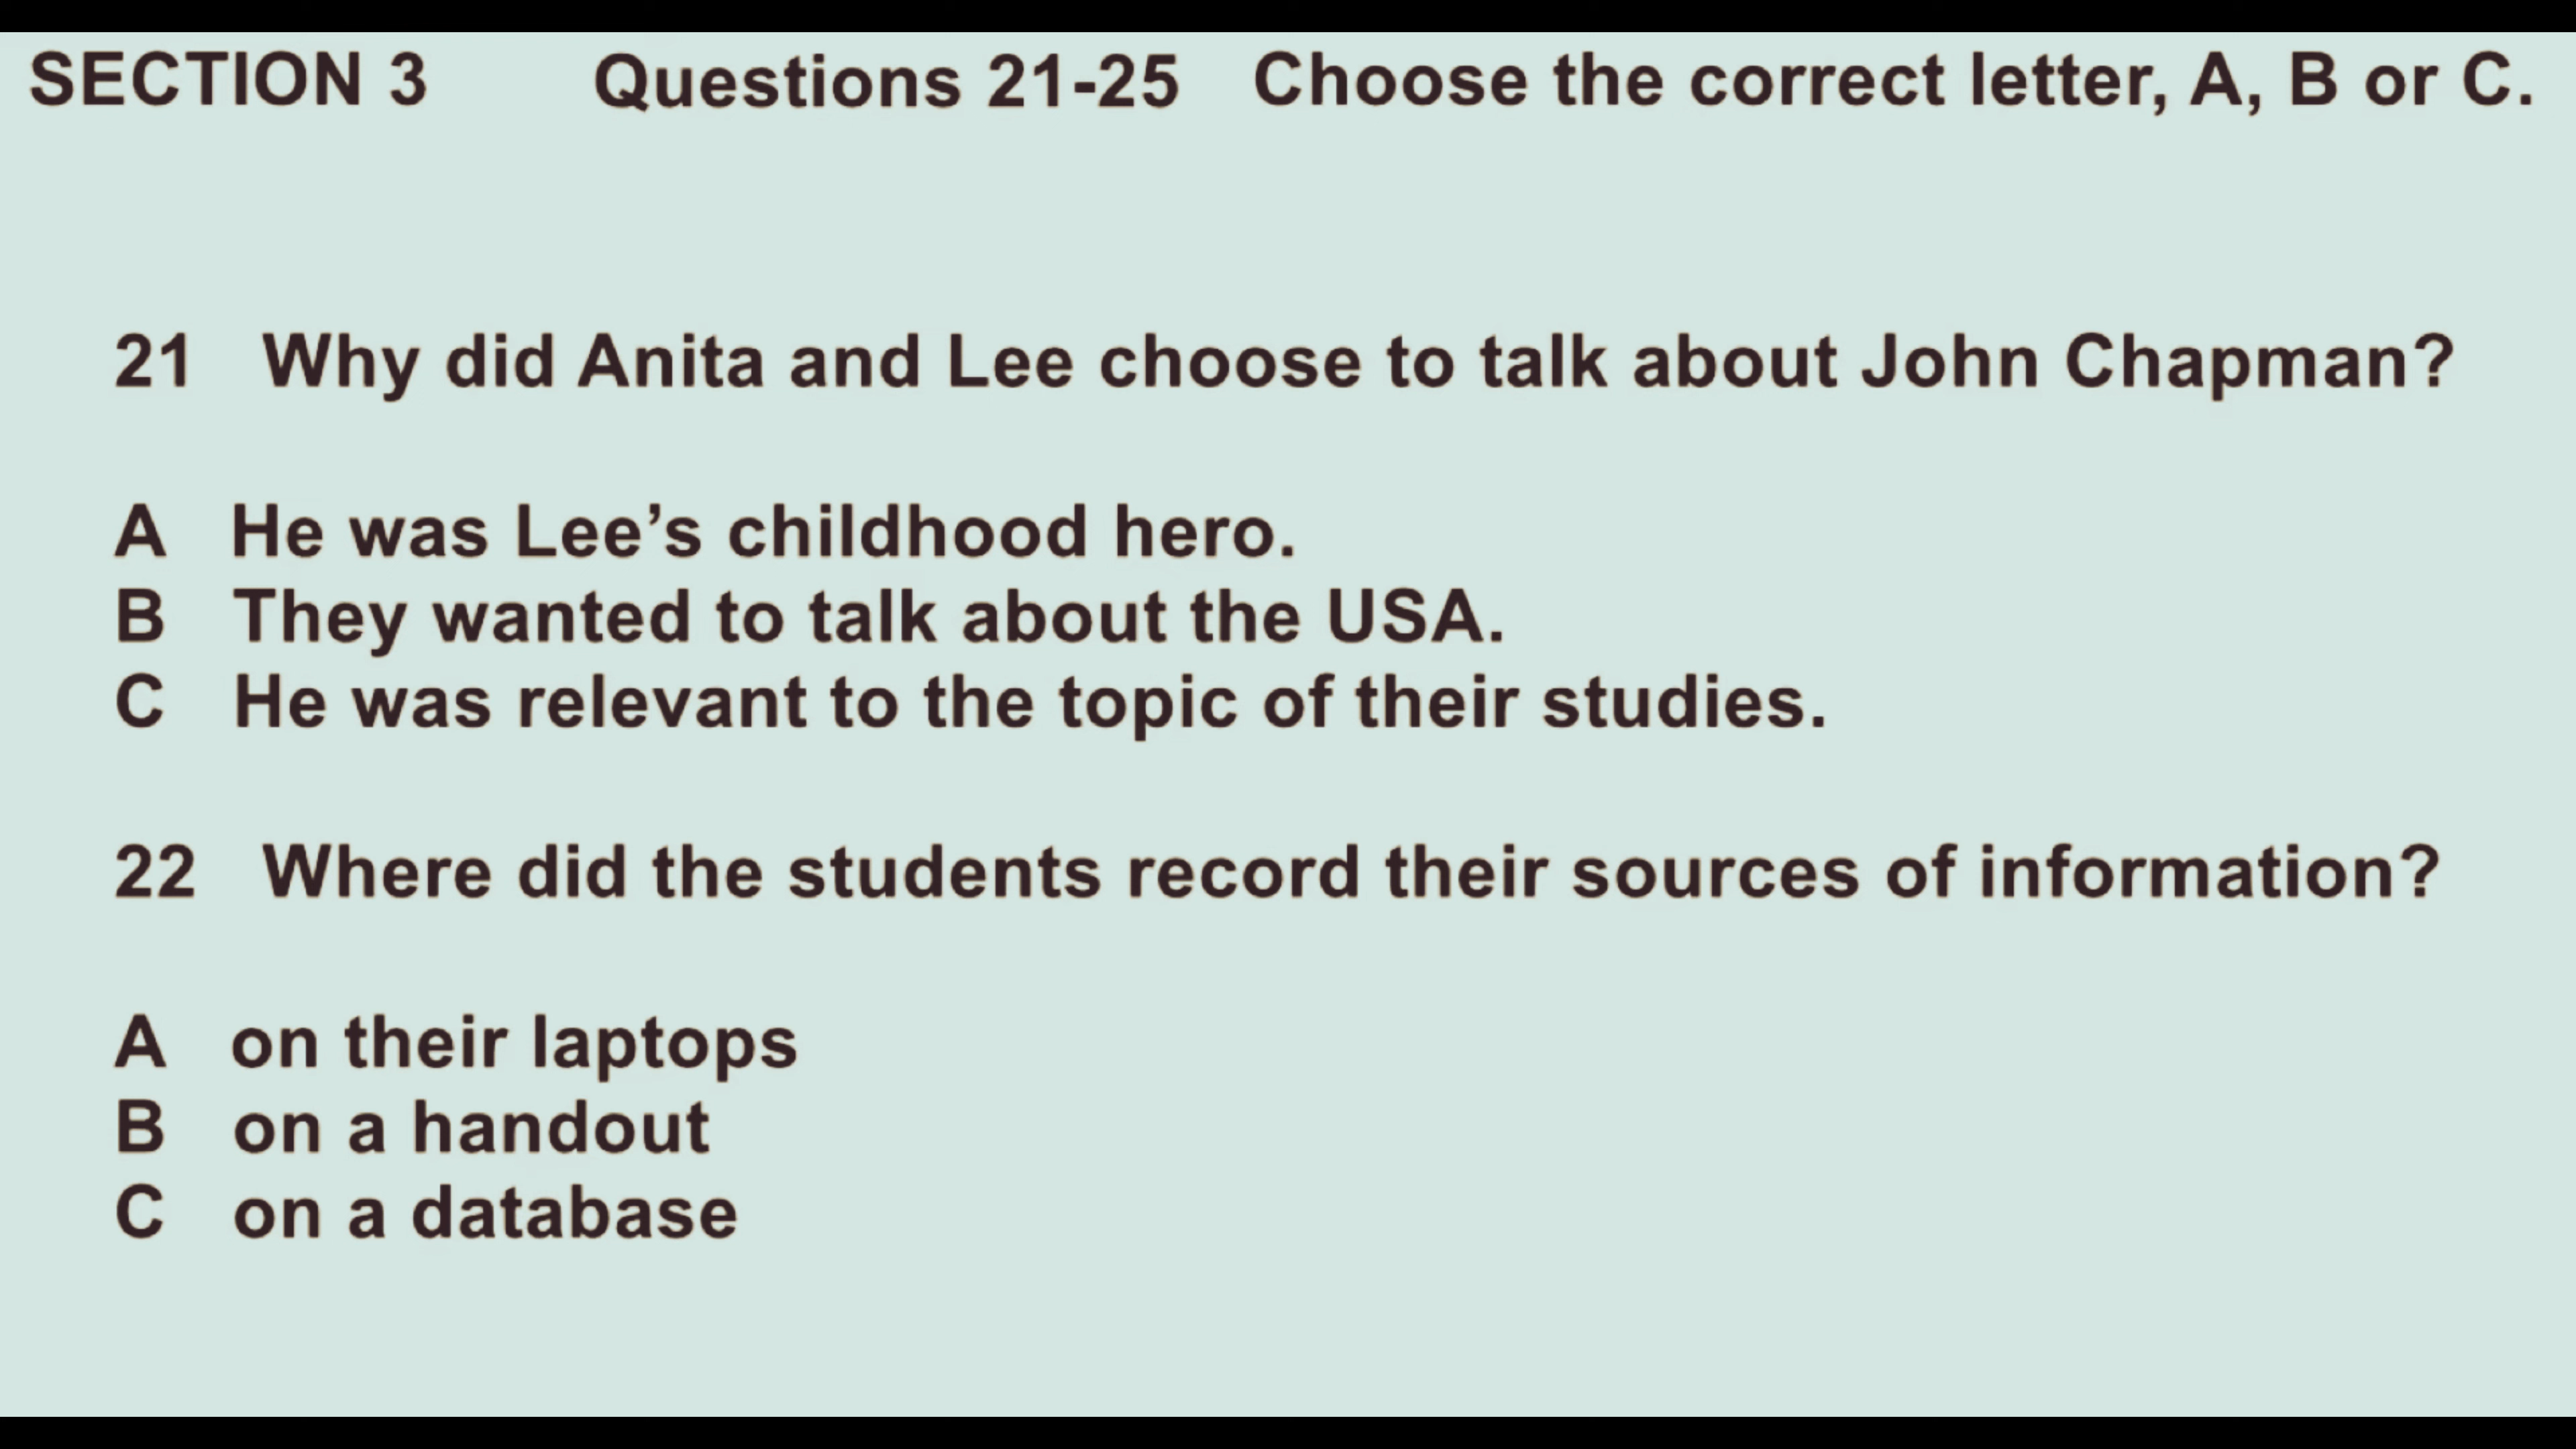 SECTION 3 Questions 21-25 Choose the correct letter, A, B or C.
21 Why did Anita and Lee choose to talk about John Chapman?
A He was Lee’s childhood hero.
B They wanted to talk about the USA.
C He was relevant to the topic of their studies.
22 Where did the students record their sources of information?
A on their laptops
B on a handout
C on a database